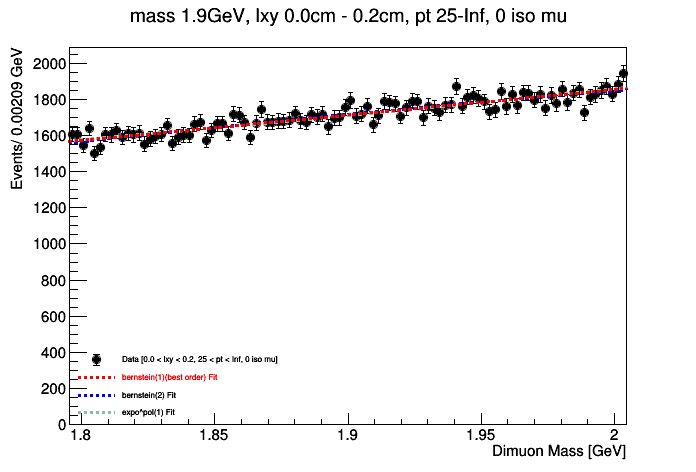 mass 1.9GeV, lxy 0.0cm - 0.2cm, pt 25-Inf, 0 iso mu
Events/ 0.00209 GeV
2000
1800
1600
1400
1200
1000
800
600
400
200
0
Data [0.0 < lxy < 0.2, 25 < pt < Inf, 0 iso mu]
bernstein(1)(best order) Fit
bernstein(2) Fit
expo^pol(1) Fit
1.8 1.85 1.9 1.95 2
Dimuon Mass [GeV]